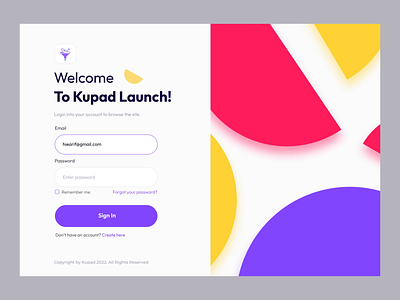 Welcome
To Kupad Launch!
Login into your account to browse the site.
Email
hiearif@gmail.com
Password
Enter password
Remember me
Forgot your password?
Sign In
Don't have an account? Create here
Copyright by Kupad 2022. All Rights Reserved